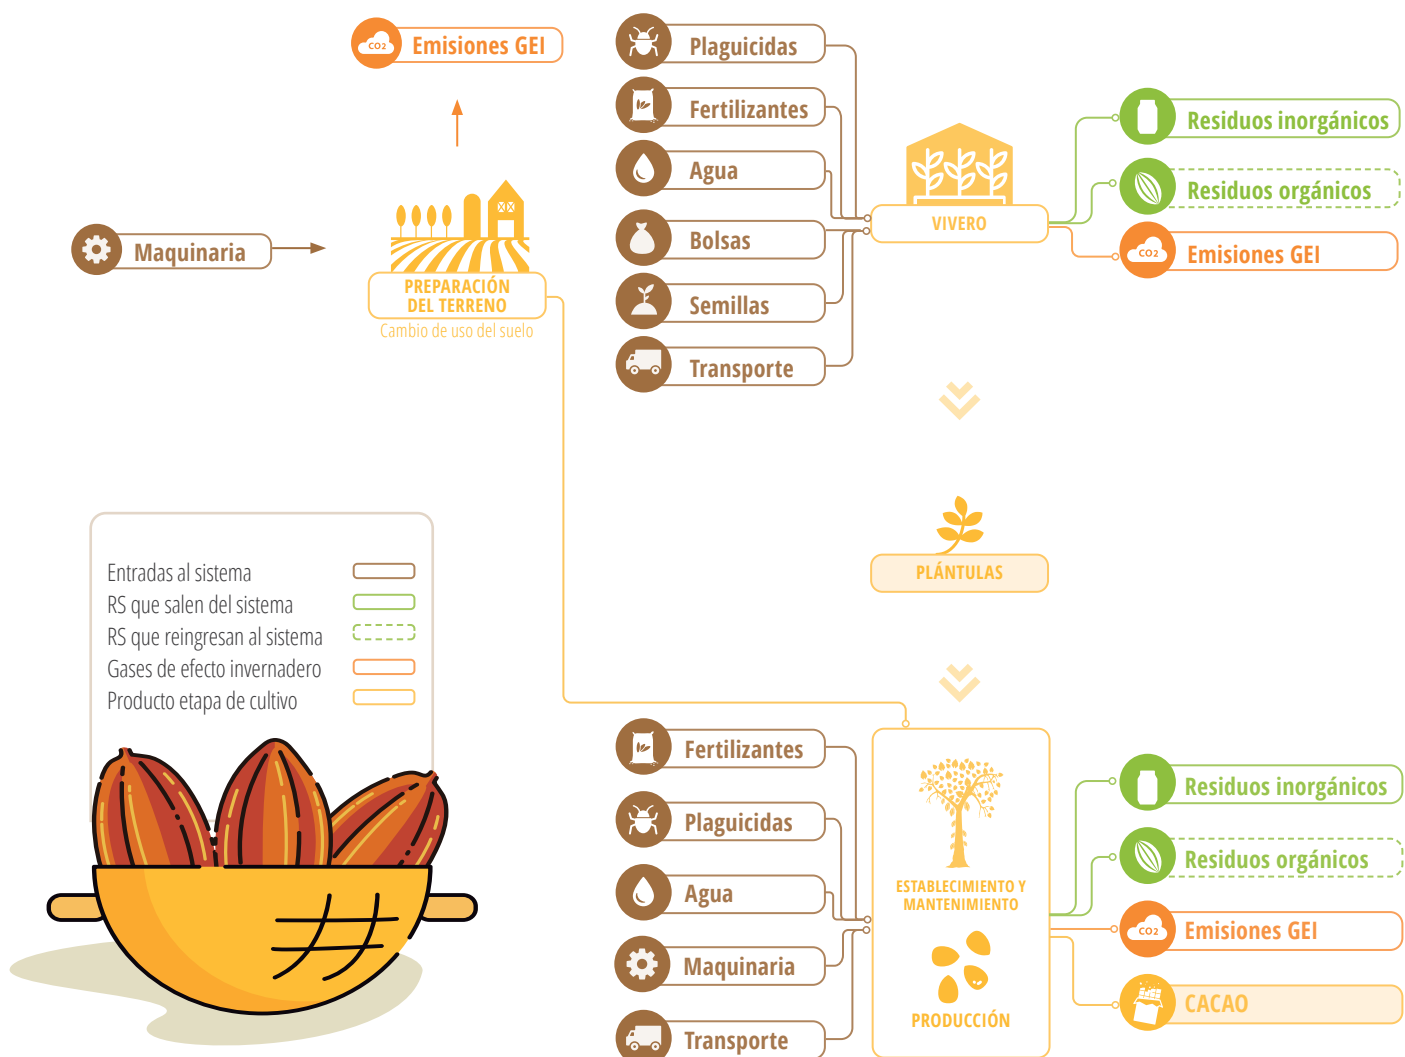 CO2
Emisiones GEI
Maquinaria
PREPARACIÓN
DEL TERRENO
Cambio de uso del suelo
Plaguicidas
Fertilizantes
Agua
Bolsas
Semillas
Transporte
VIVERO
Residuos inorgánicos
Residuos orgánicos
CO2
Emisiones GEI
PLÁNTULAS
Entradas al sistema
RS que salen del sistema
RS que reingresan al sistema
Gases de efecto invernadero
Producto etapa de cultivo
Fertilizantes
Plaguicidas
Agua
Maquinaria
Transporte
ESTABLECIMIENTO Y
MANTENIMIENTO
PRODUCCIÓN
Residuos inorgánicos
Residuos orgánicos
CO2
Emisiones GEI
CACAO